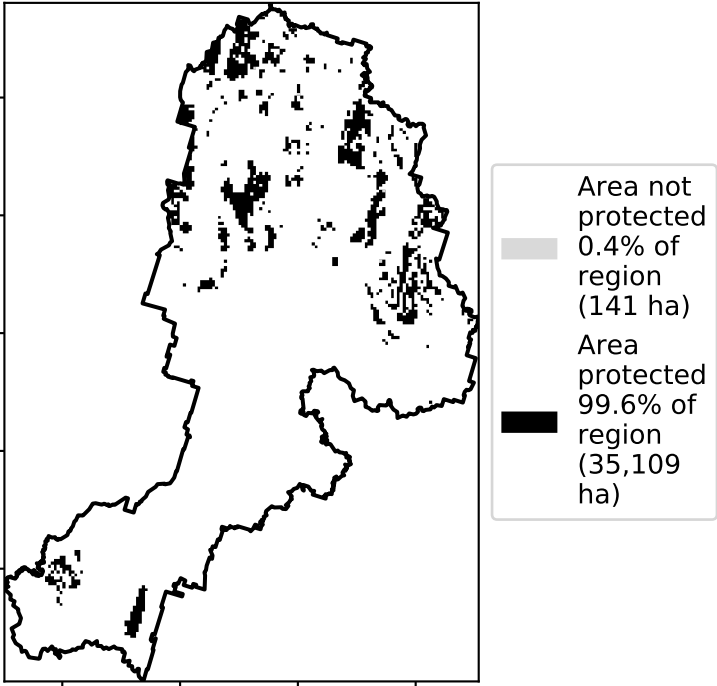 Area not
protected
0.4% of
region
(141 ha)
Area
protected
99.6% of
region
(35,109
ha)